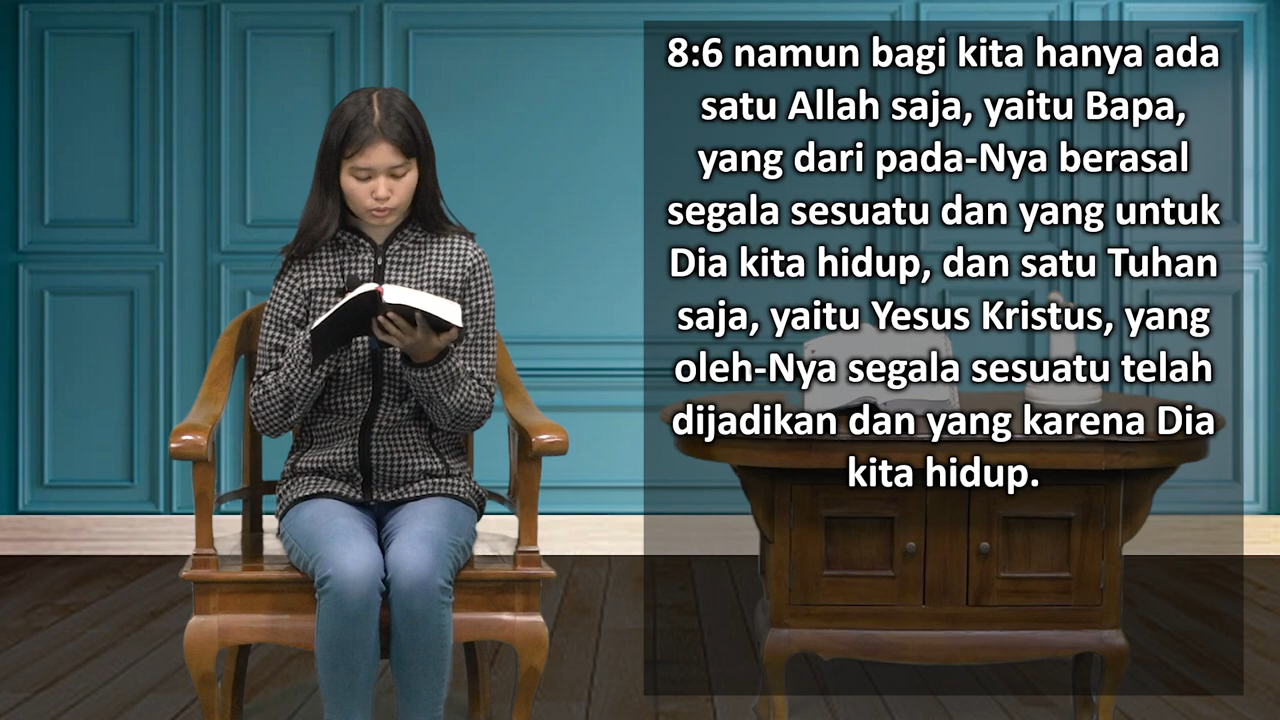 8:6 namun bagi kita hanya ada
satu Allah saja, yaitu Bapa,
yang dari pada-Nya berasal
segala sesuatu dan yang untuk
Dia kita hidup, dan satu Tuhan
saja, yaitu Yesus Kristus, yang
oleh-Nya segala sesuatu telah
dijadikan dan yang karena Dia
kita hidup.